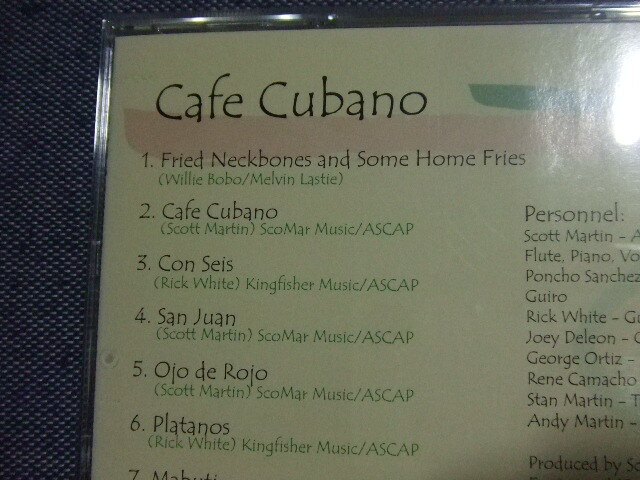 Cafe Cubano
1. Fried Neckbones and Some Home Fries
(Willie Bobo/Melvin Lastie)
2. Cafe Cubano
(Scott Martin) ScoMar Music/ASCAP
3. Con Seis
(Rick White) Kingfisher Music/ASCAP
4. San Juan
(Scott Martin) ScoMar Music/ASCAP
5. Ojo de Rojo
(Scott Martin) ScoMar Music/ASCAP
6. Platanos
(Rick White) Kingfisher Music/ASCAP
7.
Personnel:
Scott Martin - A
Flute, Piano, Vo
Poncho Sanchez
Guiro
Rick White - Gu
Joey Deleon - C
George Ortiz -
Rene Camacho
Stan Martin - T
Andy Martin -
Produced by Sc